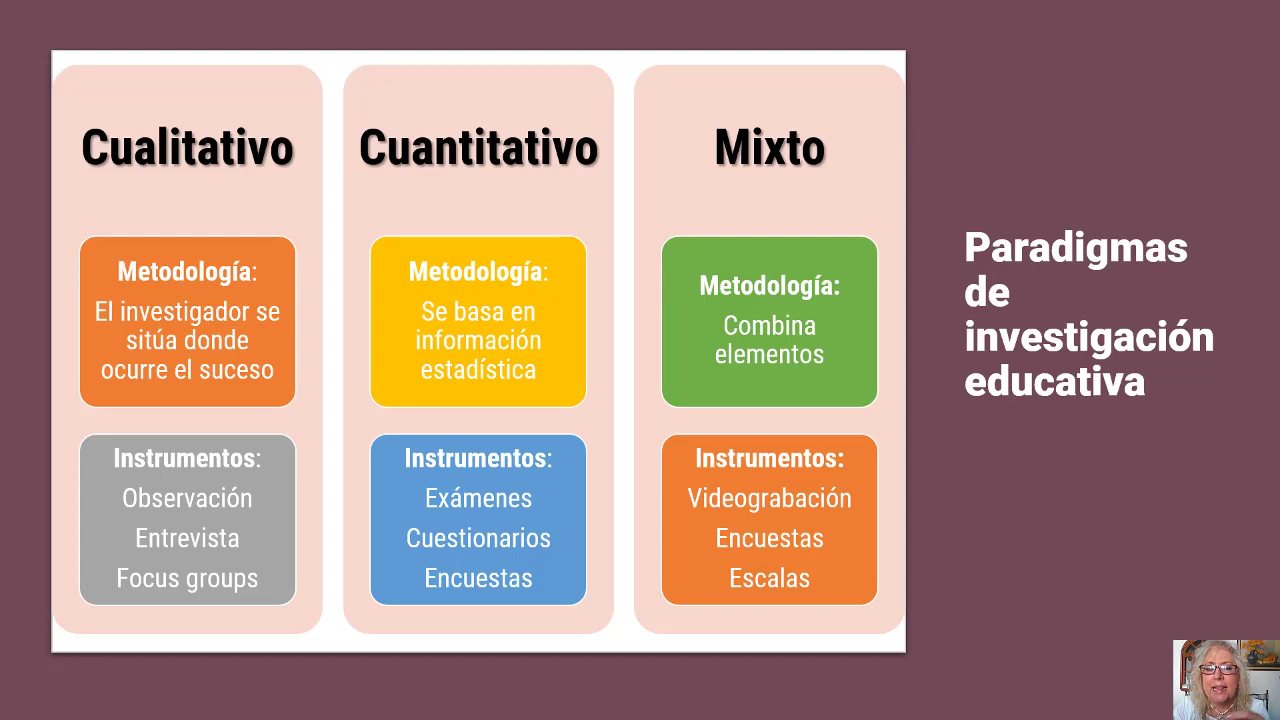 Cualitativo
Metodología:
El investigador se
sitúa donde
ocurre el suceso
Instrumentos:
Observación
Entrevista
Focus groups
Cuantitativo
Metodología:
Se basa en
información
estadística
Instrumentos:
Exámenes
Cuestionarios
Encuestas
Mixto
Metodología:
Combina
elementos
Instrumentos:
Videograbación
Encuestas
Escalas
Paradigmas
de
investigación
educativa